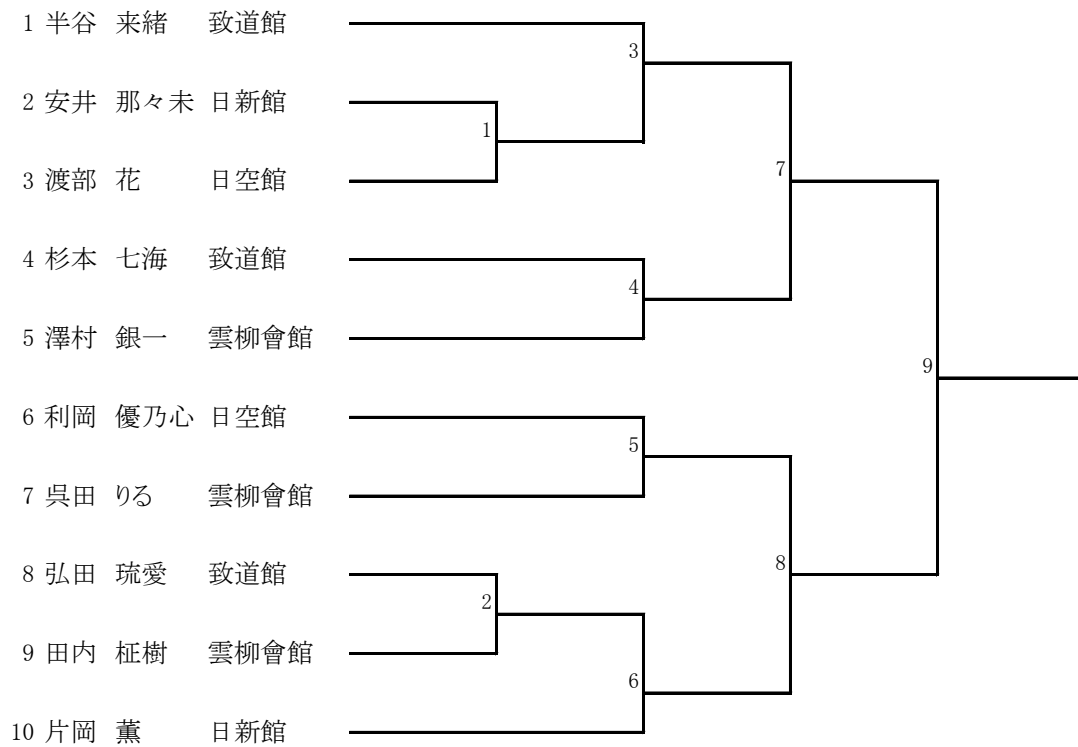 1 半谷 来緒 致道館
3
2 安井 那々未 日新館
1
7
3 渡部 花 日空館
4 杉本 七海 致道館
4
5 澤村 銀一 雲柳會館
9
6 利岡 優乃心 日空館
5
7 呉田 りる 雲柳會館
8 弘田 琉愛 致道館
8
2
9 田内 柾樹 雲柳會館
6
10 片岡 薫 日新館